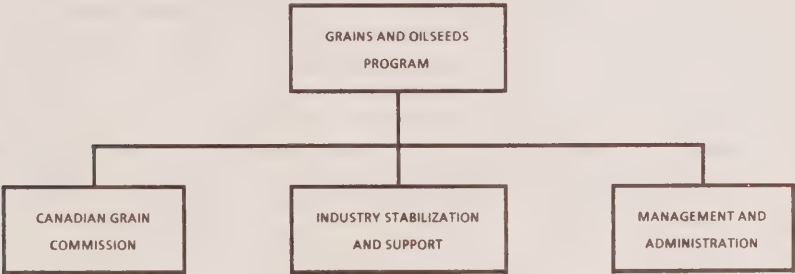 GRAINS AND OILSEEDS
PROGRAM
CANADIAN GRAIN
COMMISSION
INDUSTRY STABILIZATION
AND SUPPORT
MANAGEMENT AND
ADMINISTRATION